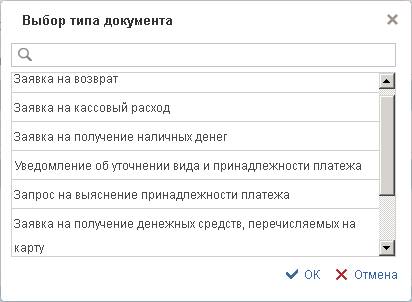 Выбор типа документа
Заявка на возврат
Заявка на кассовый расход
Заявка на получение наличных денег
Уведомление об уточнении вида и принадлежности платежа
Запрос на выяснение принадлежности платежа
Заявка на получение денежных средств, перечисляемых на
карту
ОК Отмена